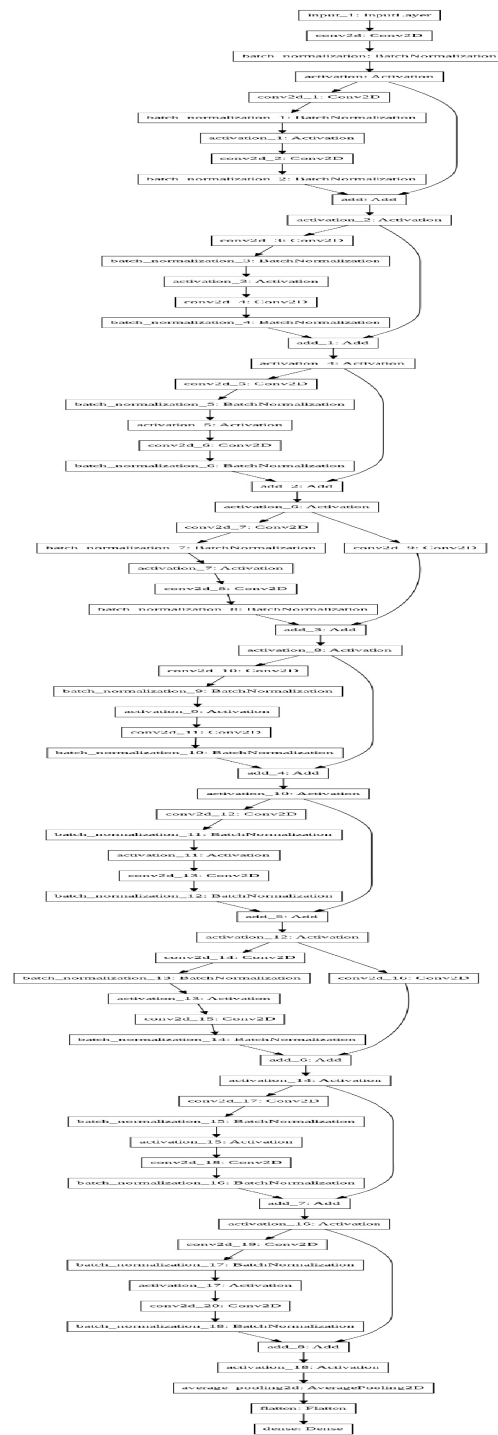 input_1: InputLayer
conv2d: Conv2D
batch_normalization: BatchNormalization
activation: Activation
conv2d_1: Conv2D
batch_normalization_1: BatchNormalization
activation_1: Activation
conv2d_2: Conv2D
batch_normalization_2: BatchNormalization
add: Add
activation_2: Activation
conv2d_3: Conv2D
batch_normalization_3: BatchNormalization
activation_3: Activation
conv2d_4: Conv2D
batch_normalization_4: BatchNormalization
add_1: Add
activation_4: Activation
conv2d_5: Conv2D
batch_normalization_5: BatchNormalization
activation_5: Activation
conv2d_6: Conv2D
batch_normalization_6: BatchNormalization
add_2: Add
activation_6: Activation
conv2d_7: Conv2D
batch_normalization_7: BatchNormalization
conv2d_9: Conv2D
activation_7: Activation
conv2d_8: Conv2D
batch_normalization_8: BatchNormalization
add_3: Add
activation_8: Activation
conv2d_10: Conv2D
batch_normalization_9: BatchNormalization
activation_9: Activation
conv2d_11: Conv2D
batch_normalization_10: BatchNormalization
add_4: Add
activation_10: Activation
conv2d_12: Conv2D
batch_normalization_11: BatchNormalization
activation_11: Activation
conv2d_13: Conv2D
batch_normalization_12: BatchNormalization
add_5: Add
activation_12: Activation
conv2d_14: Conv2D
batch_normalization_13: BatchNormalization
conv2d_16: Conv2D
activation_13: Activation
conv2d_15: Conv2D
batch_normalization_14: BatchNormalization
add_6: Add
activation_14: Activation
conv2d_17: Conv2D
batch_normalization_15: BatchNormalization
activation_15: Activation
conv2d_18: Conv2D
batch_normalization_16: BatchNormalization
add_7: Add
activation_16: Activation
conv2d_19: Conv2D
batch_normalization_17: BatchNormalization
activation_17: Activation
conv2d_20: Conv2D
batch_normalization_18: BatchNormalization
add_8: Add
activation_18: Activation
average_pooling2d: AveragePooling2D
flatten: Flatten
dense: Dense